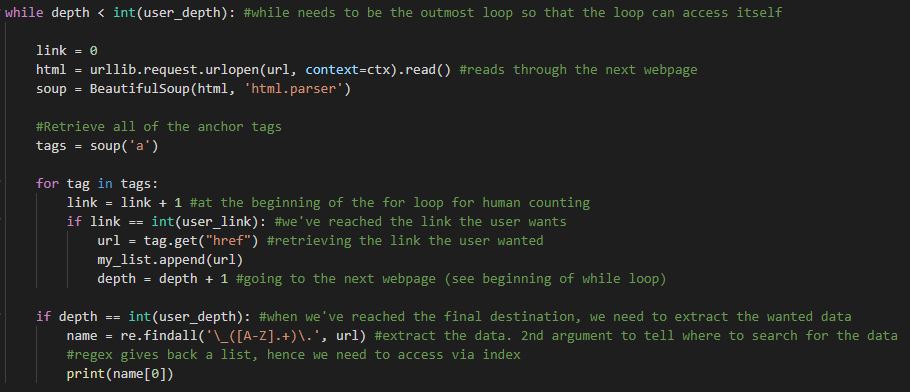 while depth < int(user_depth): #while needs to be the outmost loop so that the loop can access itself
link = 0
html = urllib.request.urlopen(url, context=ctx).read() #reads through the next webpage
soup = BeautifulSoup(html, 'html.parser')
#Retrieve all of the anchor tags
tags = soup('a')
for tag in tags:
link = link + 1 #at the beginning of the for loop for human counting
if link == int(user_link): #we've reached the link the user wants
url = tag.get("href") #retrieving the link the user wanted
my_list.append(url)
depth = depth + 1 #going to the next webpage (see beginning of while loop)
if depth == int(user_depth): #when we've reached the final destination, we need to extract the wanted data
name = re.findall('\_([A-Z].+)\.', url) #extract the data. 2nd argument to tell where to search for the data
#regex gives back a list, hence we need to access via index
print(name[0])